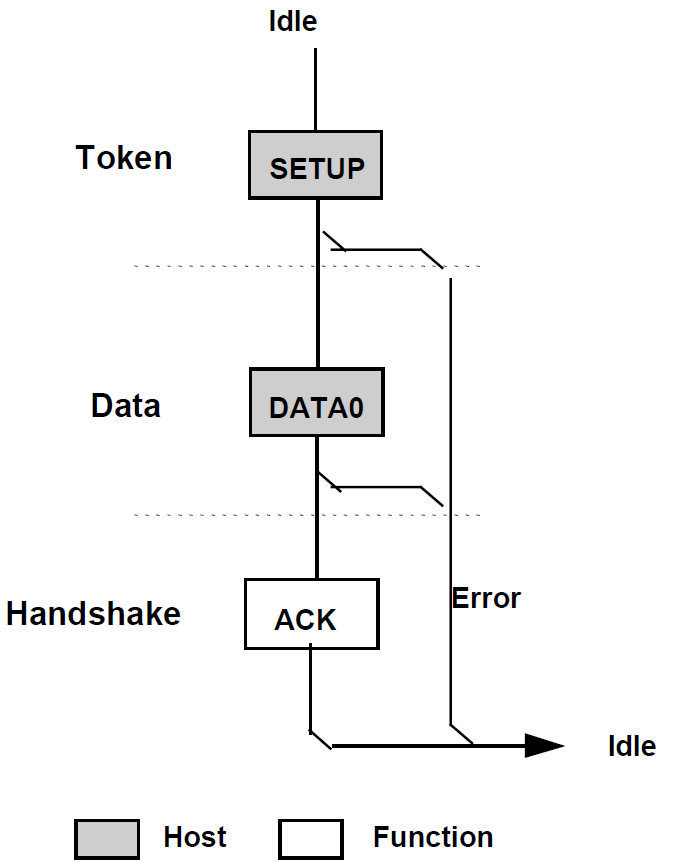 Idle
Token
SETUP
Data
DATA0
Handshake
ACK
Error
Idle
Host
Function